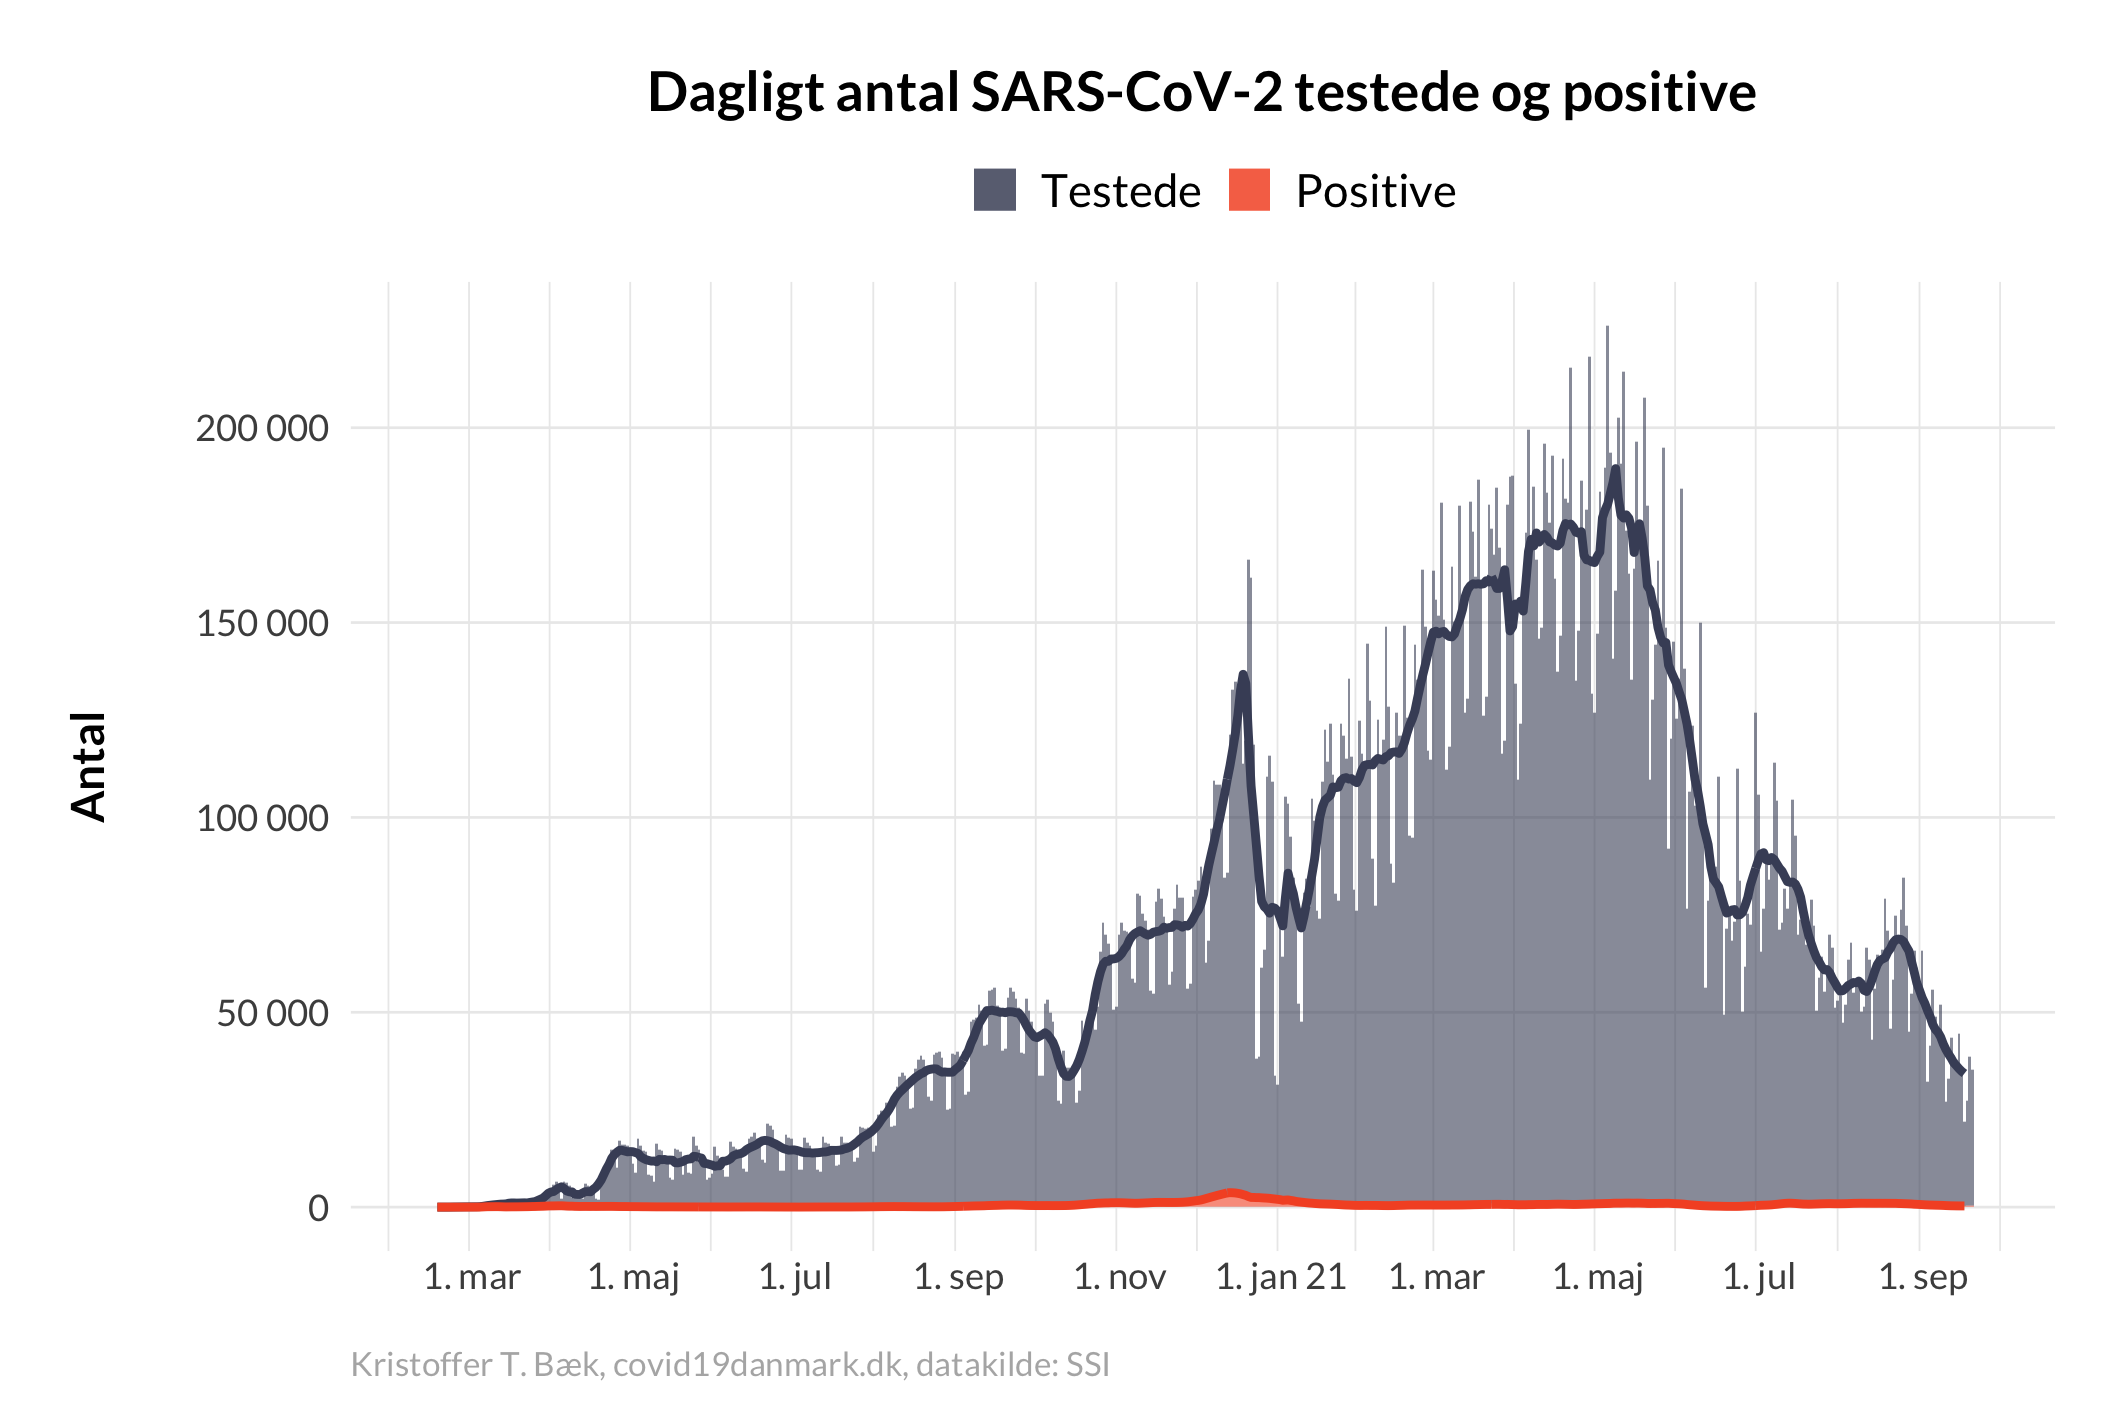 Dagligt antal SARS-CoV-2 testede og positive
Testede Positive
Antal
200 000
150 000
100 000
50 000
0
1. mar 1. maj 1. jul 1. sep 1. nov 1. jan 21 1. mar 1. maj 1. jul 1. sep
Kristoffer T. Bæk, covid19danmark.dk, datakilde: SSI